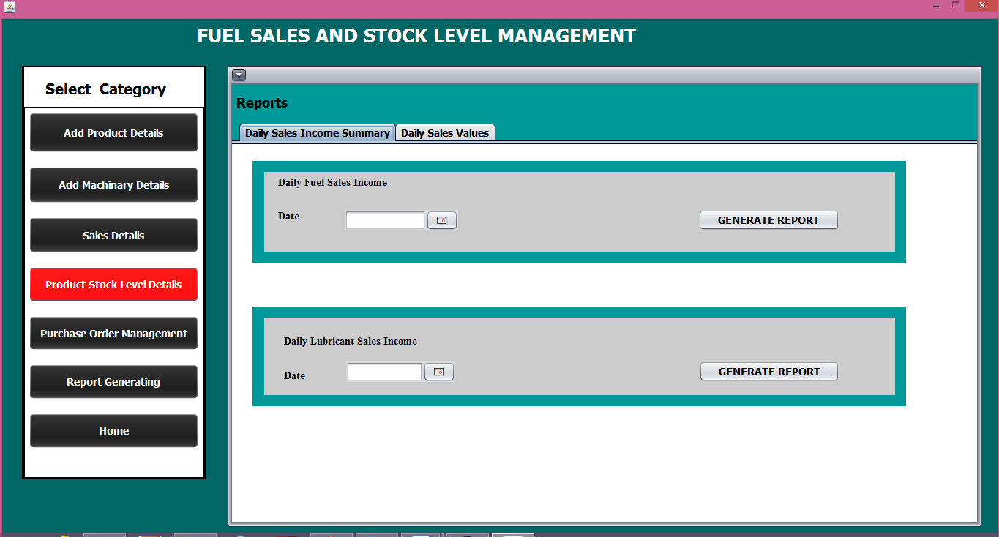 FUEL SALES AND STOCK LEVEL MANAGEMENT
Select Category
Add Product Details
Add Machinary Details
Sales Details
Product Stock Level Details
Purchase Order Management
Report Generating
Home
Reports
Daily Sales Income Summary
Daily Sales Values
Daily Fuel Sales Income
Date
GENERATE REPORT
Daily Lubricant Sales Income
Date
GENERATE REPORT